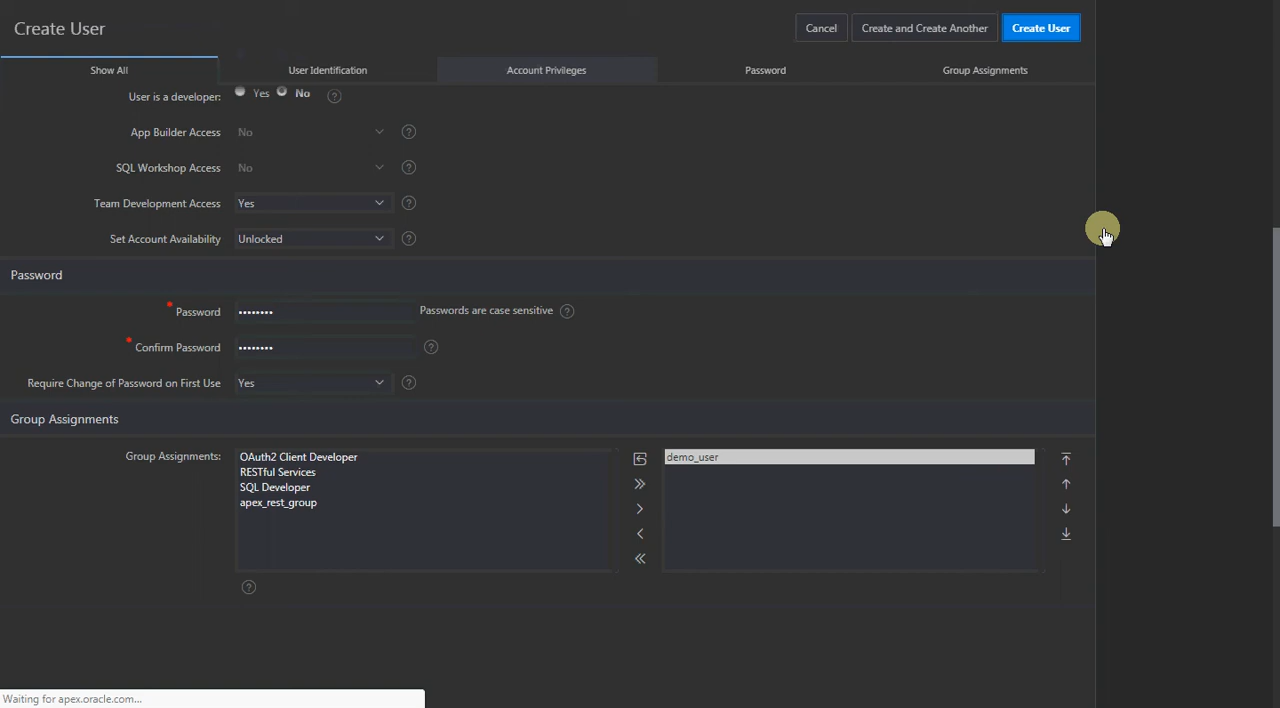 Create User
Cancel
Create and Create Another
Create User
Show All
User Identification
Account Privileges
Password
Group Assignments
User is a developer:
Yes
No
App Builder Access
No
SQL Workshop Access
No
Team Development Access
Yes
Set Account Availability
Unlocked
Password
Password
Passwords are case sensitive
Confirm Password
Require Change of Password on First Use
Yes
Group Assignments
Group Assignments:
OAuth2 Client Developer
RESTful Services
SQL Developer
apex_rest_group
demo_user
Waiting for apex.oracle.com...